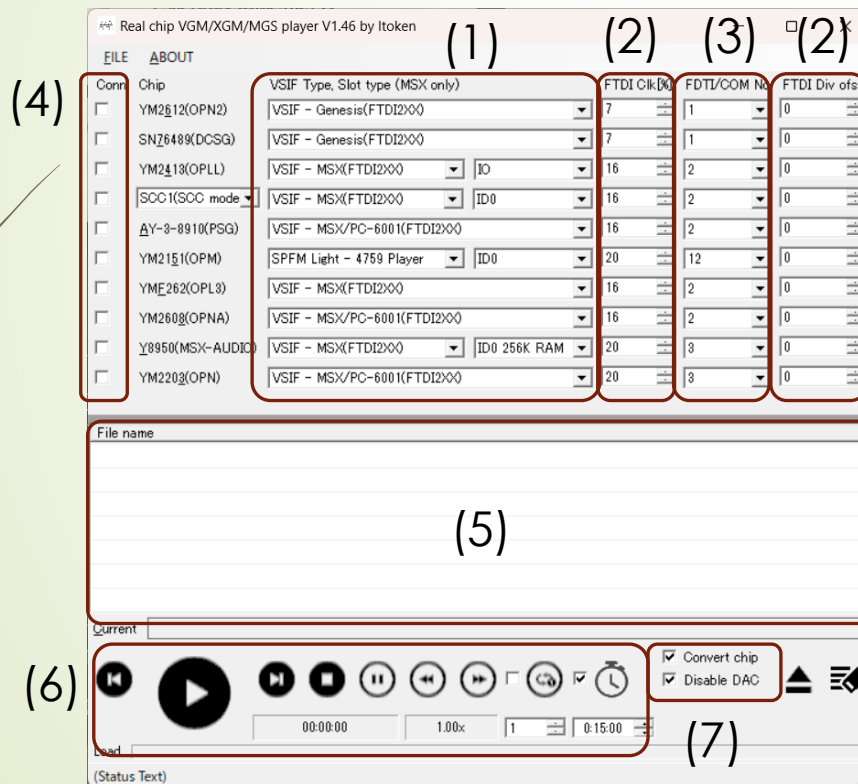 Real chip VGM/XGM/MGS player V1.46 by Itoken
(1) (2) (3) (2)
FILE ABOUT
Conn Chip VSIF Type, Slot type (MSX only) FTDI Clk[%] FDTI/COM No FTDI Div ofs
(4)
YM2612(OPN2) VSIF - Genesis(FTDI2XX) 7 1 0
SN76489(DCSG) VSIF - Genesis(FTDI2XX) 7 1 0
YM2413(OPLL) VSIF - MSX(FTDI2XX) IO 16 2 0
SCC1(SCC mode VSIF - MSX(FTDI2XX) ID0 16 2 0
AY-3-8910(PSG) VSIF - MSX/PC-6001(FTDI2XX) 16 2 0
YM2151(OPM) SPFM Light - 4759 Player ID0 20 12 0
YMF262(OPL3) VSIF - MSX(FTDI2XX) 16 2 0
YM2608(OPNA) VSIF - MSX/PC-6001(FTDI2XX) 16 2 0
Y8950(MSX-AUDIO) VSIF - MSX(FTDI2XX) ID0 256K RAM 20 3 0
YM2203(OPN) VSIF - MSX/PC-6001(FTDI2XX) 20 3 0
File name
(5)
Current
(6)
Convert chip
Disable DAC
00:00:00 1.00x 1 0:15:00
(7)
Load
(Status Text)